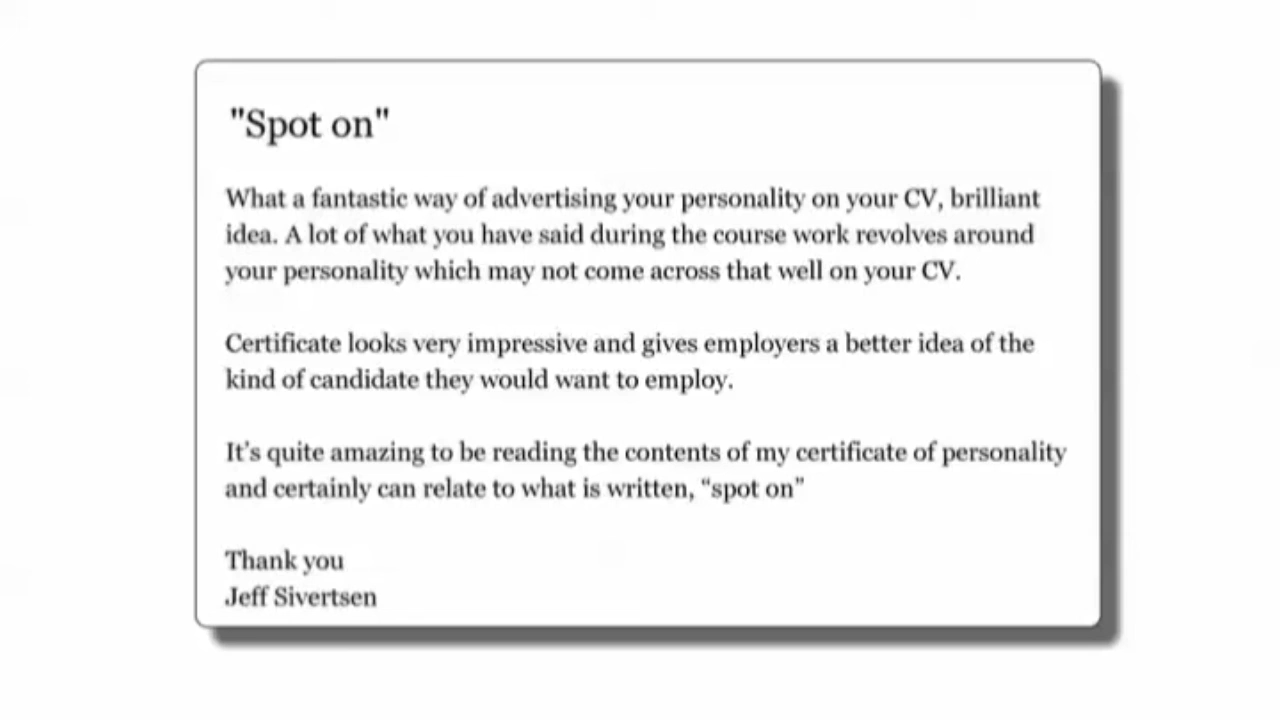 "Spot on"
What a fantastic way of advertising your personality on your CV, brilliant
idea. A lot of what you have said during the course work revolves around
your personality which may not come across that well on your CV.
Certificate looks very impressive and gives employers a better idea of the
kind of candidate they would want to employ.
It’s quite amazing to be reading the contents of my certificate of personality
and certainly can relate to what is written, “spot on”
Thank you
Jeff Sivertsen